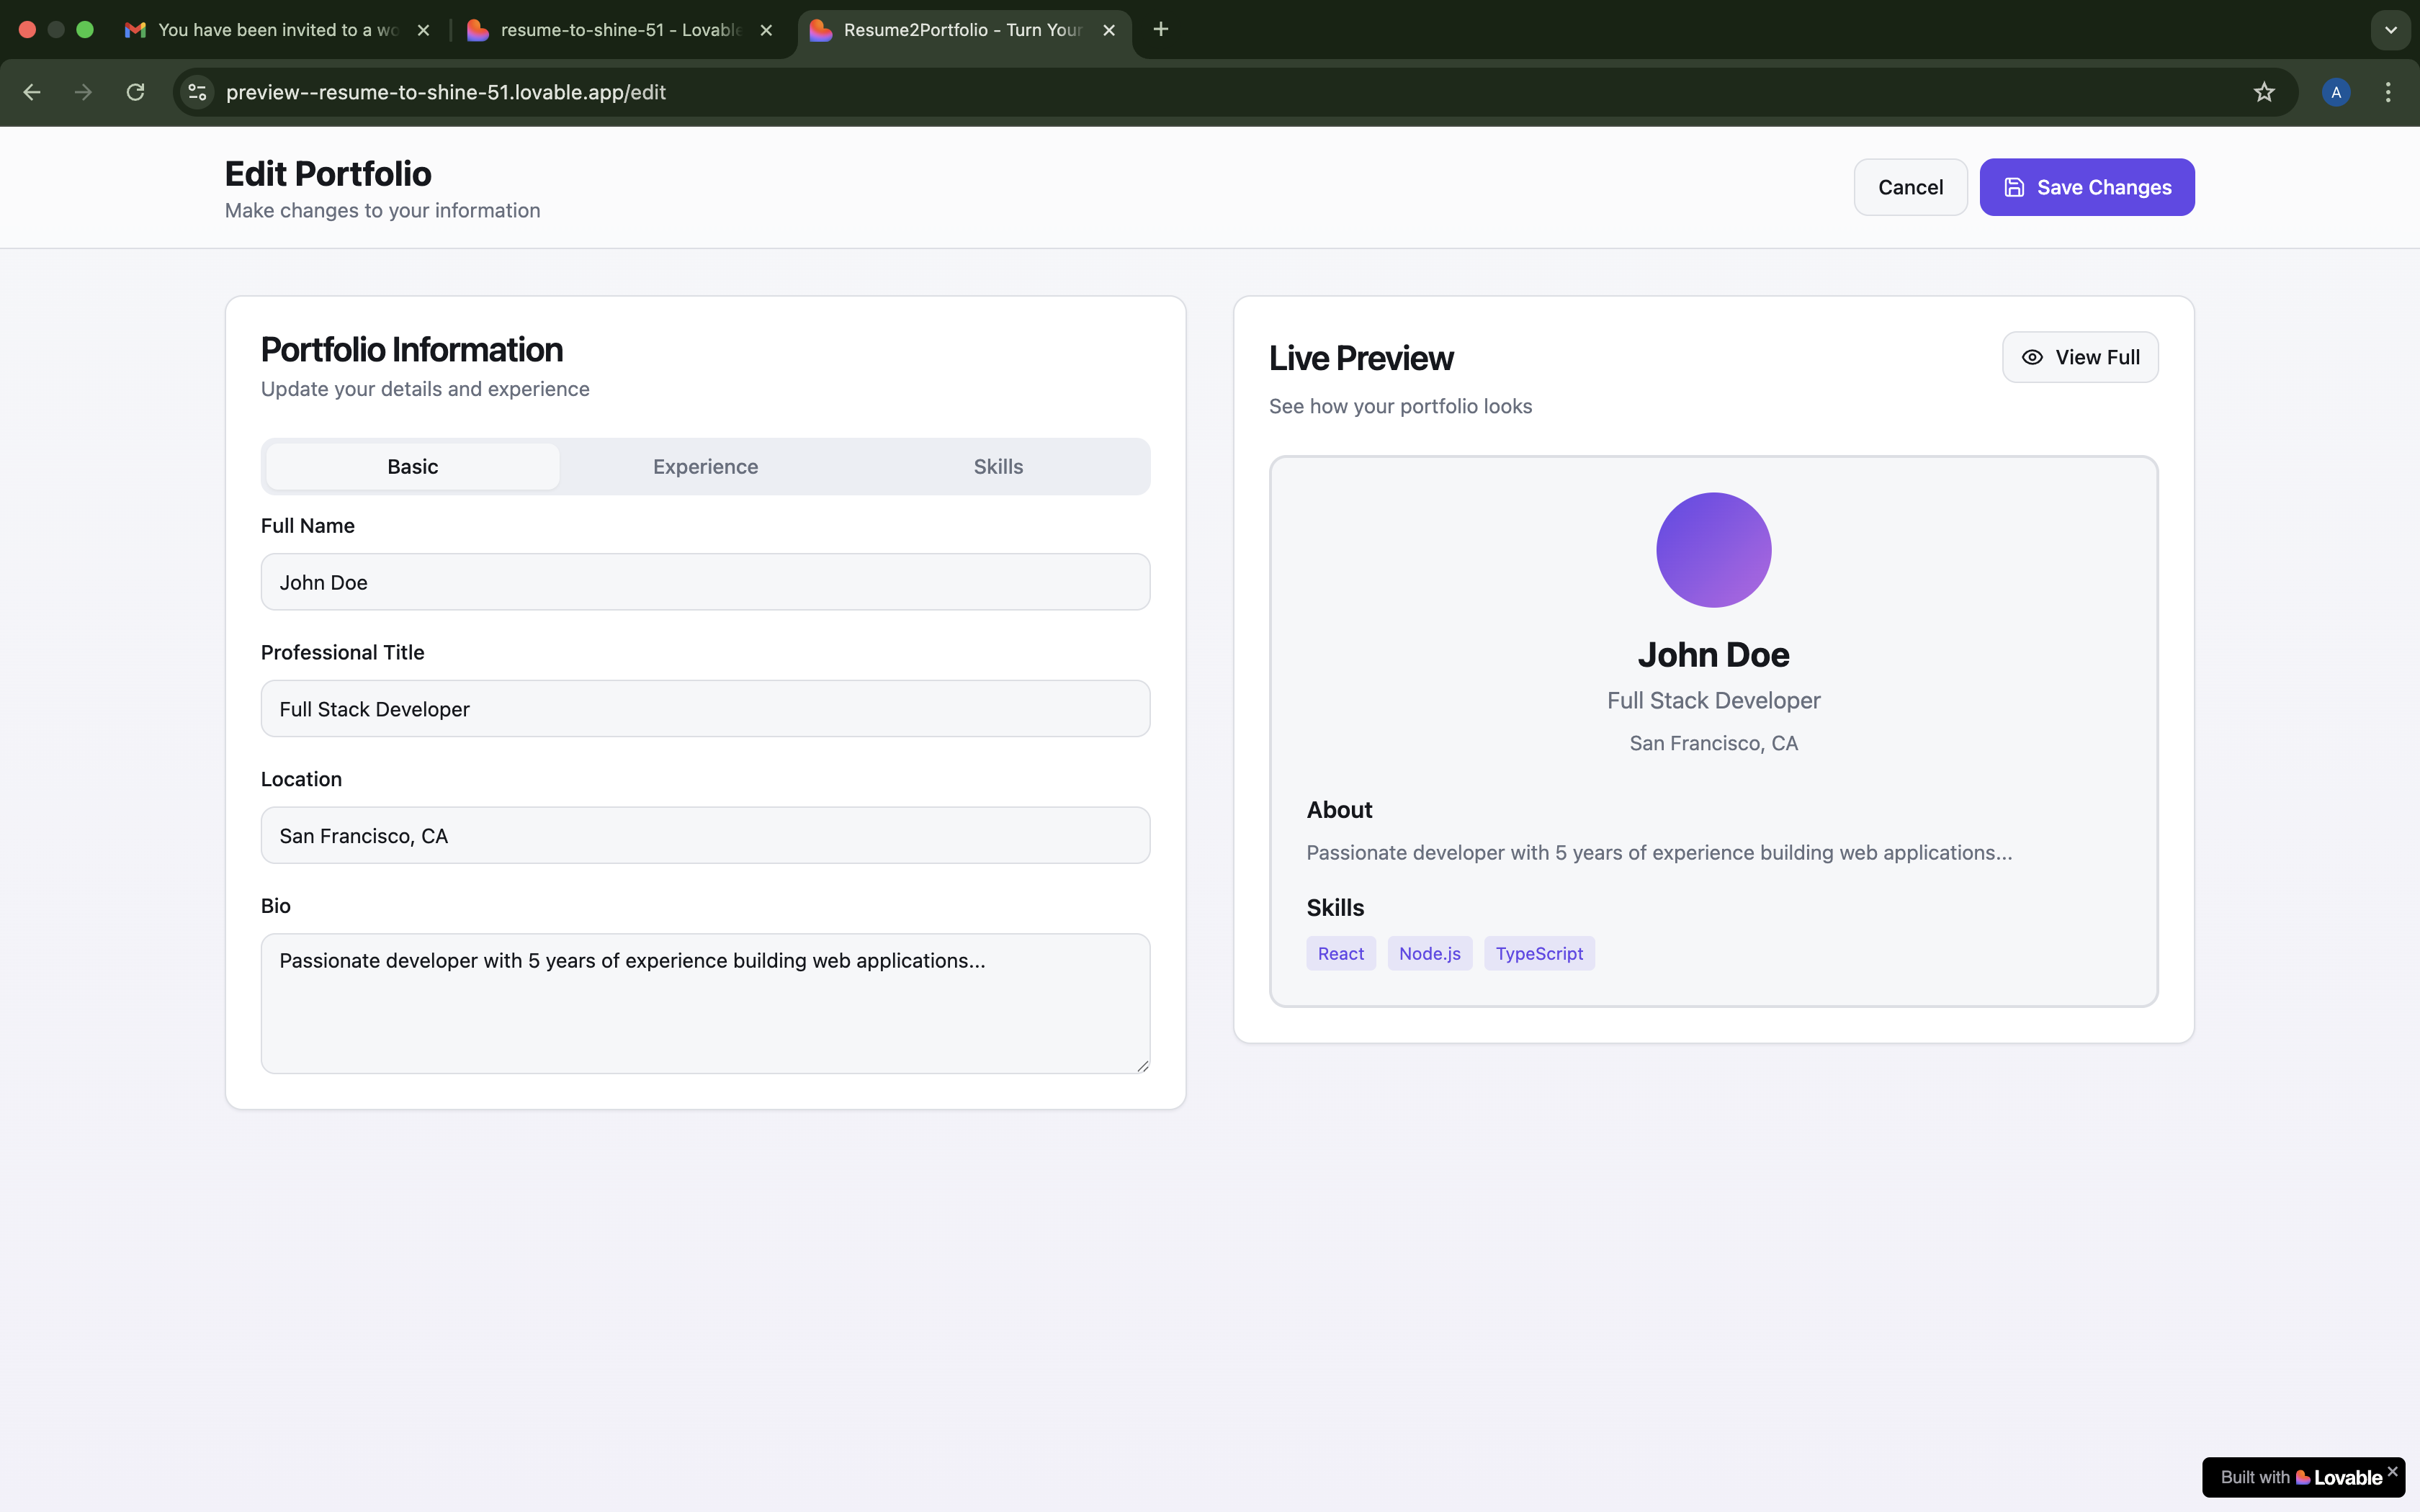 You have been invited to a wo
resume-to-shine-51 - Lovable
Resume2Portfolio - Turn Your
preview--resume-to-shine-51.lovable.app/edit
A
Edit Portfolio
Make changes to your information
Cancel
Save Changes
Portfolio Information
Update your details and experience
Basic
Experience
Skills
Full Name
John Doe
Professional Title
Full Stack Developer
Location
San Francisco, CA
Bio
Passionate developer with 5 years of experience building web applications...
Live Preview
View Full
See how your portfolio looks
John Doe
Full Stack Developer
San Francisco, CA
About
Passionate developer with 5 years of experience building web applications...
Skills
React
Node.js
TypeScript
Built with Lovable